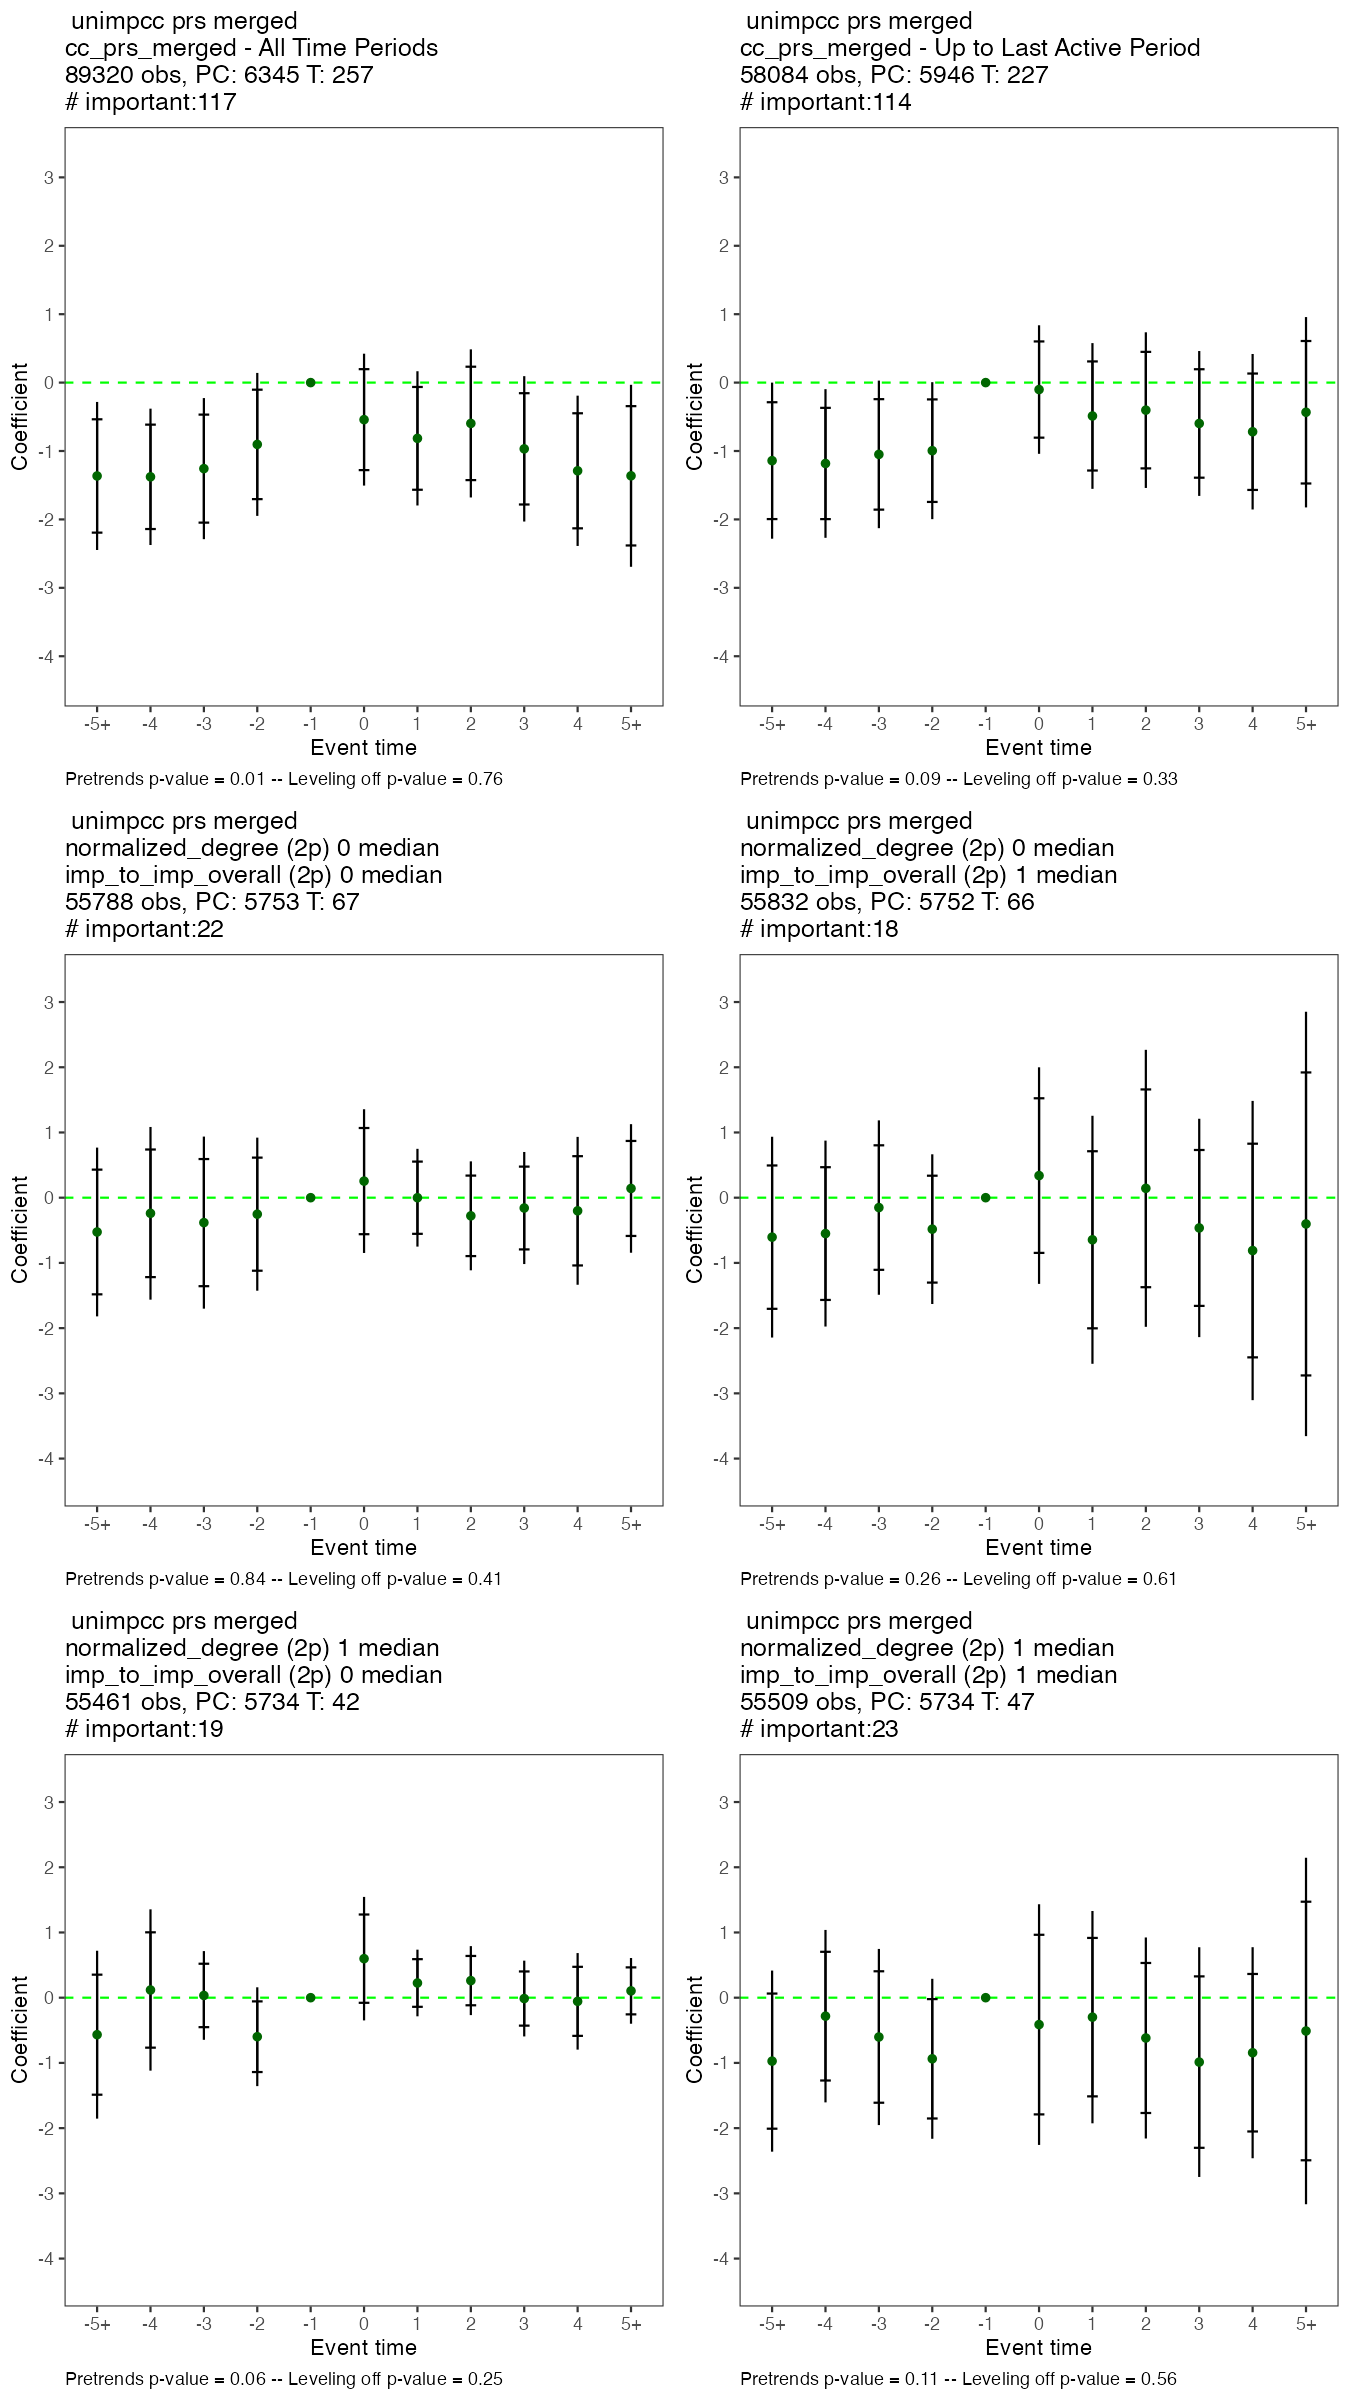 unimpcc prs merged
cc_prs_merged - All Time Periods
89320 obs, PC: 6345 T: 257
# important:117
3
2
1
0
-1
-2
-3
-4
Coefficient
-5+ -4 -3 -2 -1 0 1 2 3 4 5+
Event time
Pretrends p-value = 0.01 -- Leveling off p-value = 0.76
unimpcc prs merged
cc_prs_merged - Up to Last Active Period
58084 obs, PC: 5946 T: 227
# important:114
3
2
1
0
-1
-2
-3
-4
Coefficient
-5+ -4 -3 -2 -1 0 1 2 3 4 5+
Event time
Pretrends p-value = 0.09 -- Leveling off p-value = 0.33
unimpcc prs merged
normalized_degree (2p) 0 median
imp_to_imp_overall (2p) 0 median
55788 obs, PC: 5753 T: 67
# important:22
3
2
1
0
-1
-2
-3
-4
Coefficient
-5+ -4 -3 -2 -1 0 1 2 3 4 5+
Event time
Pretrends p-value = 0.84 -- Leveling off p-value = 0.41
unimpcc prs merged
normalized_degree (2p) 0 median
imp_to_imp_overall (2p) 1 median
55832 obs, PC: 5752 T: 66
# important:18
3
2
1
0
-1
-2
-3
-4
Coefficient
-5+ -4 -3 -2 -1 0 1 2 3 4 5+
Event time
Pretrends p-value = 0.26 -- Leveling off p-value = 0.61
unimpcc prs merged
normalized_degree (2p) 1 median
imp_to_imp_overall (2p) 0 median
55461 obs, PC: 5734 T: 42
# important:19
3
2
1
0
-1
-2
-3
-4
Coefficient
-5+ -4 -3 -2 -1 0 1 2 3 4 5+
Event time
Pretrends p-value = 0.06 -- Leveling off p-value = 0.25
unimpcc prs merged
normalized_degree (2p) 1 median
imp_to_imp_overall (2p) 1 median
55509 obs, PC: 5734 T: 47
# important:23
3
2
1
0
-1
-2
-3
-4
Coefficient
-5+ -4 -3 -2 -1 0 1 2 3 4 5+
Event time
Pretrends p-value = 0.11 -- Leveling off p-value = 0.56